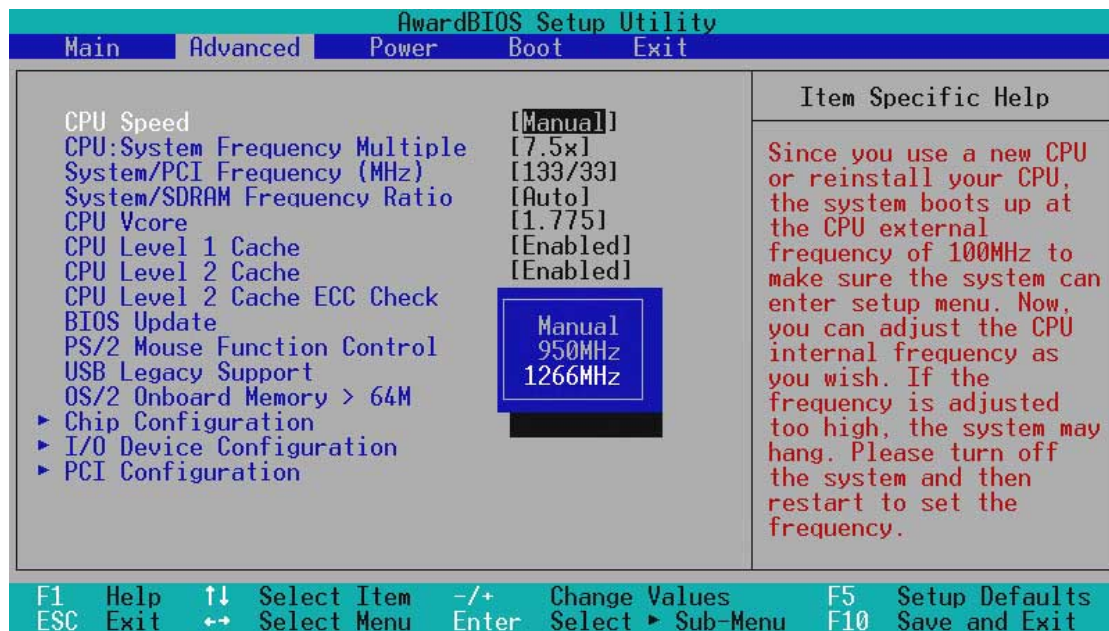 AwardBIOS Setup Utility
Main Advanced Power Boot Exit
CPU Speed [Manual]
CPU:System Frequency Multiple [7.5x]
System/PCI Frequency (MHz) [133/33]
System/SDRAM Frequency Ratio [Auto]
CPU Vcore [1.775]
CPU Level 1 Cache [Enabled]
CPU Level 2 Cache [Enabled]
CPU Level 2 Cache ECC Check
BIOS Update
PS/2 Mouse Function Control
USB Legacy Support
OS/2 Onboard Memory > 64M
▶ Chip Configuration
▶ I/O Device Configuration
▶ PCI Configuration
Manual
950MHz
1266MHz
Item Specific Help
Since you use a new CPU
or reinstall your CPU,
the system boots up at
the CPU external
frequency of 100MHz to
make sure the system can
enter setup menu. Now,
you can adjust the CPU
internal frequency as
you wish. If the
frequency is adjusted
too high, the system may
hang. Please turn off
the system and then
restart to set the
frequency.
F1 Help ↑↓ Select Item -/+ Change Values F5 Setup Defaults
ESC Exit ←→ Select Menu Enter Select ▶ Sub-Menu F10 Save and Exit